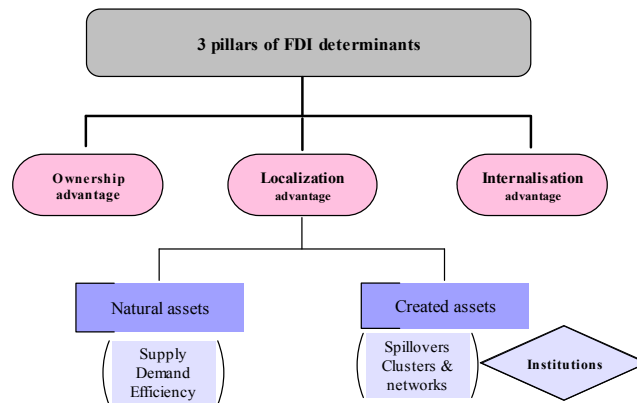 3 pillars of FDI determinants
Ownership
advantage
Localization
advantage
Internalisation
advantage
Natural assets
Created assets
Supply
Demand
Efficiency
Spillovers
Clusters &
networks
Institutions